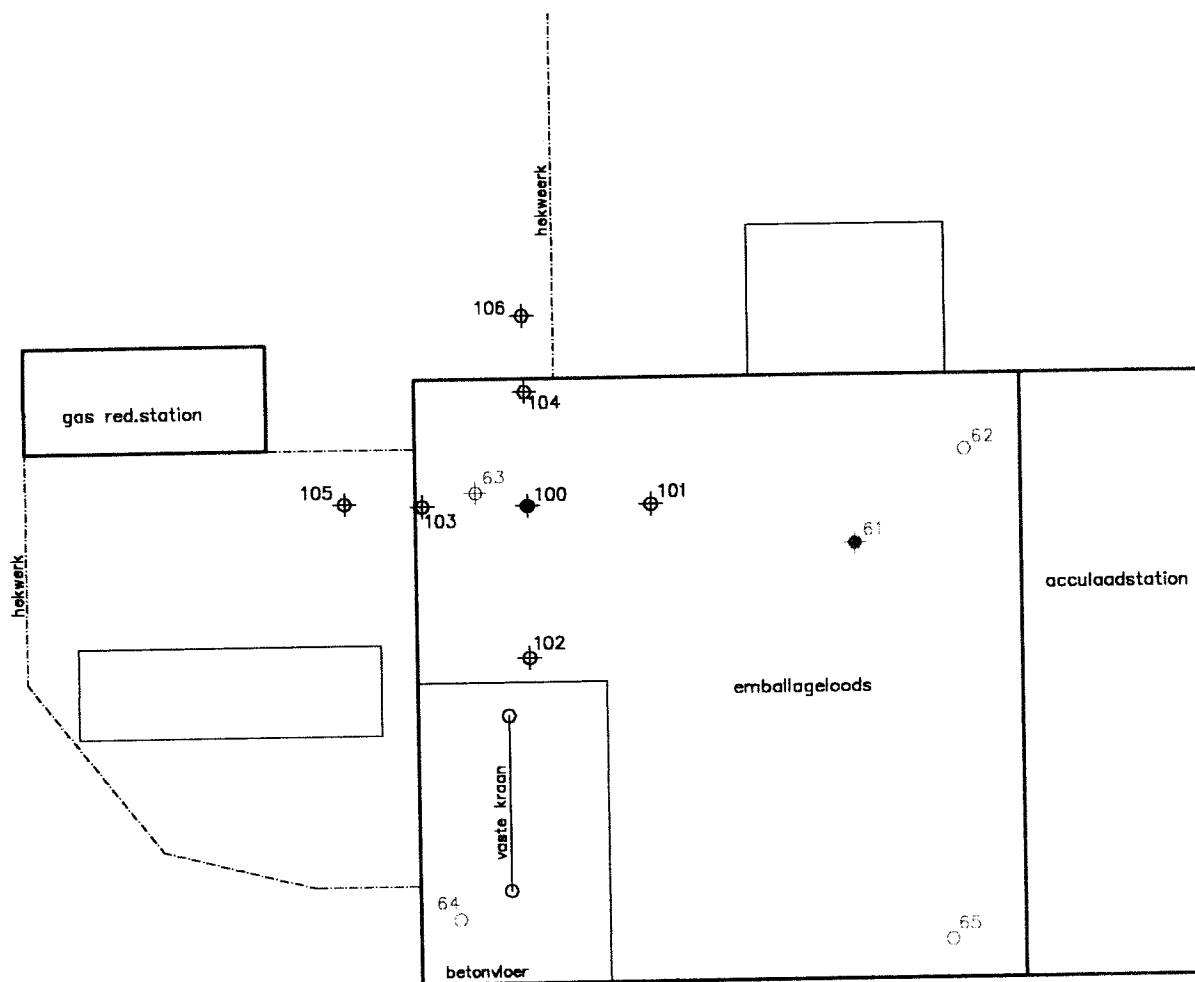 hekwerk
106
104
gas red.station
62
63
105
100
101
103
61
hekwerk
acculaadstation
102
emballageloods
vaste kraan
64
65
betonvloer